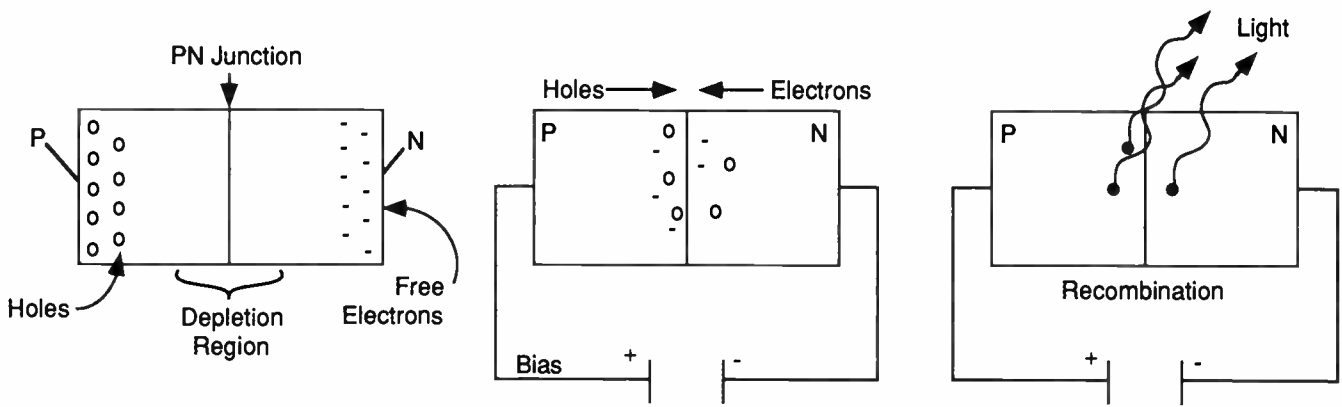 PN Junction
P
N
Holes
Depletion
Region
Free
Electrons
Holes
Electrons
P
N
Bias
+
-
Light
P
N
Recombination
+
-